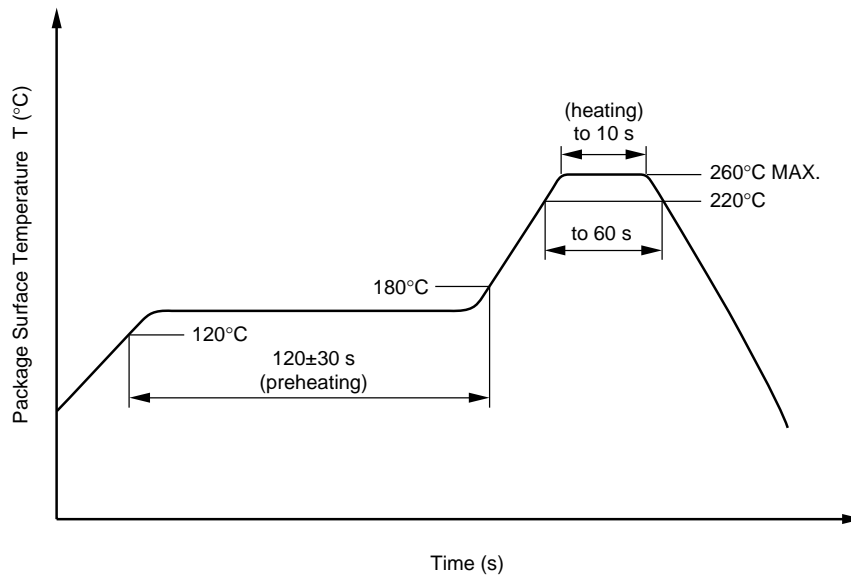 Package Surface Temperature T (°C)
(heating)
to 10 s
260°C MAX.
220°C
to 60 s
180°C
120°C
120±30 s
(preheating)
Time (s)